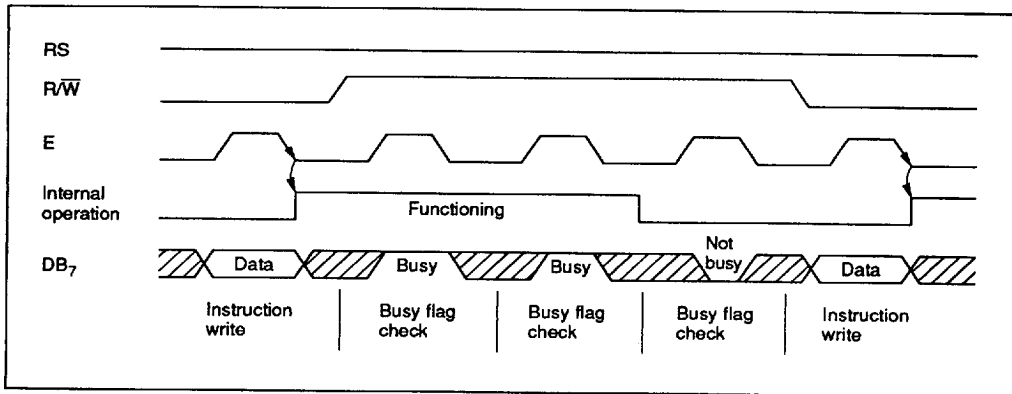 RS
R/W̅
E
Internal
operation
Functioning
DB₇
Data
Busy
Busy
Not
busy
Data
Instruction
write
Busy flag
check
Busy flag
check
Busy flag
check
Instruction
write